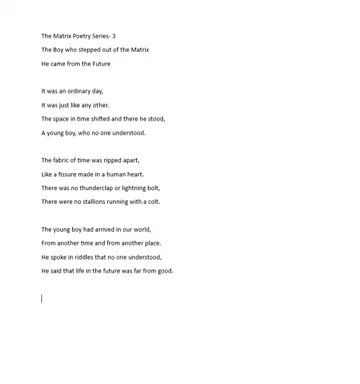 The Matrix Poetry Series- 3
The Boy who stepped out of the Matrix
He came from the Future
It was an ordinary day,
It was just like any other.
The space in time shifted and there he stood,
A young boy, who no one understood.
The fabric of time was ripped apart,
Like a fissure made in a human heart.
There was no thunderclap or lightning bolt,
There were no stallions running with a colt.
The young boy had arrived in our world,
From another time and from another place.
He spoke in riddles that no one understood,
He said that life in the future was far from good.